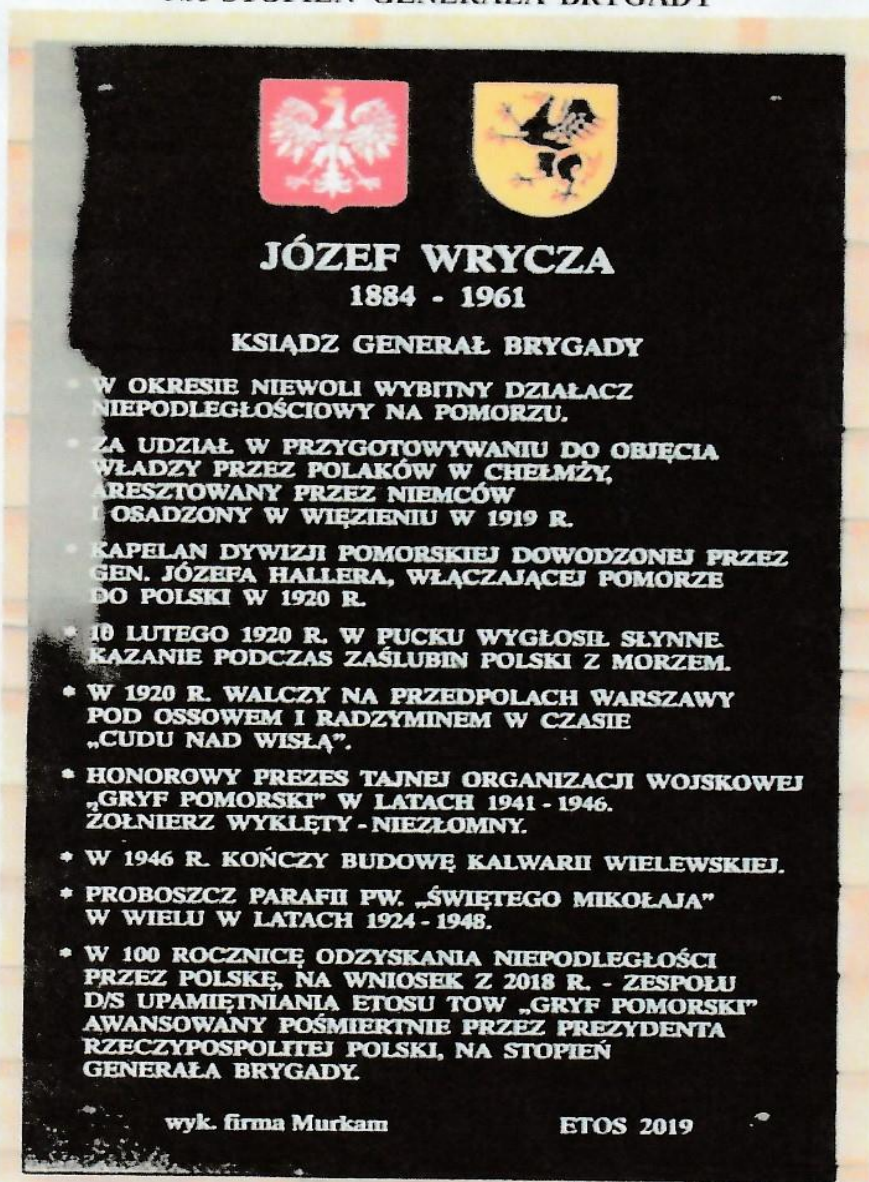 NA STOPIEŃ GENERAŁA BRYGADY
JÓZEF WRYCZA
1884 - 1961
KSIĄDZ GENERAŁ BRYGADY
* W OKRESIE NIEWOLI WYBITNY DZIAŁACZ
NIEPODLEGŁOŚCIOWY NA POMORZU.
* ZA UDZIAŁ W PRZYGOTOWYWANIU DO OBJĘCIA
WŁADZY PRZEZ POLAKÓW W CHEŁMŻY,
ARESZTOWANY PRZEZ NIEMCÓW
I OSADZONY W WIĘZIENIU W 1919 R.
* KAPELAN DYWIZJI POMORSKIEJ DOWODZONEJ PRZEZ
GEN. JÓZEFA HALLERA, WŁĄCZAJĄCEJ POMORZE
DO POLSKI W 1920 R.
* 10 LUTEGO 1920 R. W PUCKU WYGŁOSIŁ SŁYNNE
KAZANIE PODCZAS ZAŚLUBIN POLSKI Z MORZEM.
* W 1920 R. WALCZY NA PRZEDPOLACH WARSZAWY
POD OSSOWEM I RADZYMINEM W CZASIE
„CUDU NAD WISŁĄ”.
* HONOROWY PREZES TAJNEJ ORGANIZACJI WOJSKOWEJ
„GRYF POMORSKI” W LATACH 1941 - 1946.
ŻOŁNIERZ WYKLĘTY - NIEZŁOMNY.
* W 1946 R. KOŃCZY BUDOWĘ KALWARII WIELEWSKIEJ.
* PROBOSZCZ PARAFII PW. „ŚWIĘTEGO MIKOŁAJA”
W WIELU W LATACH 1924 - 1948.
* W 100 ROCZNICĘ ODZYSKANIA NIEPODLEGŁOŚCI
PRZEZ POLSKĘ, NA WNIOSEK Z 2018 R. - ZESPOŁU
D/S UPAMIĘTNIANIA ETOSU TOW „GRYF POMORSKI”
AWANSOWANY POŚMIERTNIE PRZEZ PREZYDENTA
RZECZYPOSPOLITEJ POLSKI, NA STOPIEŃ
GENERAŁA BRYGADY.
wyk. firma Murkam ETOS 2019